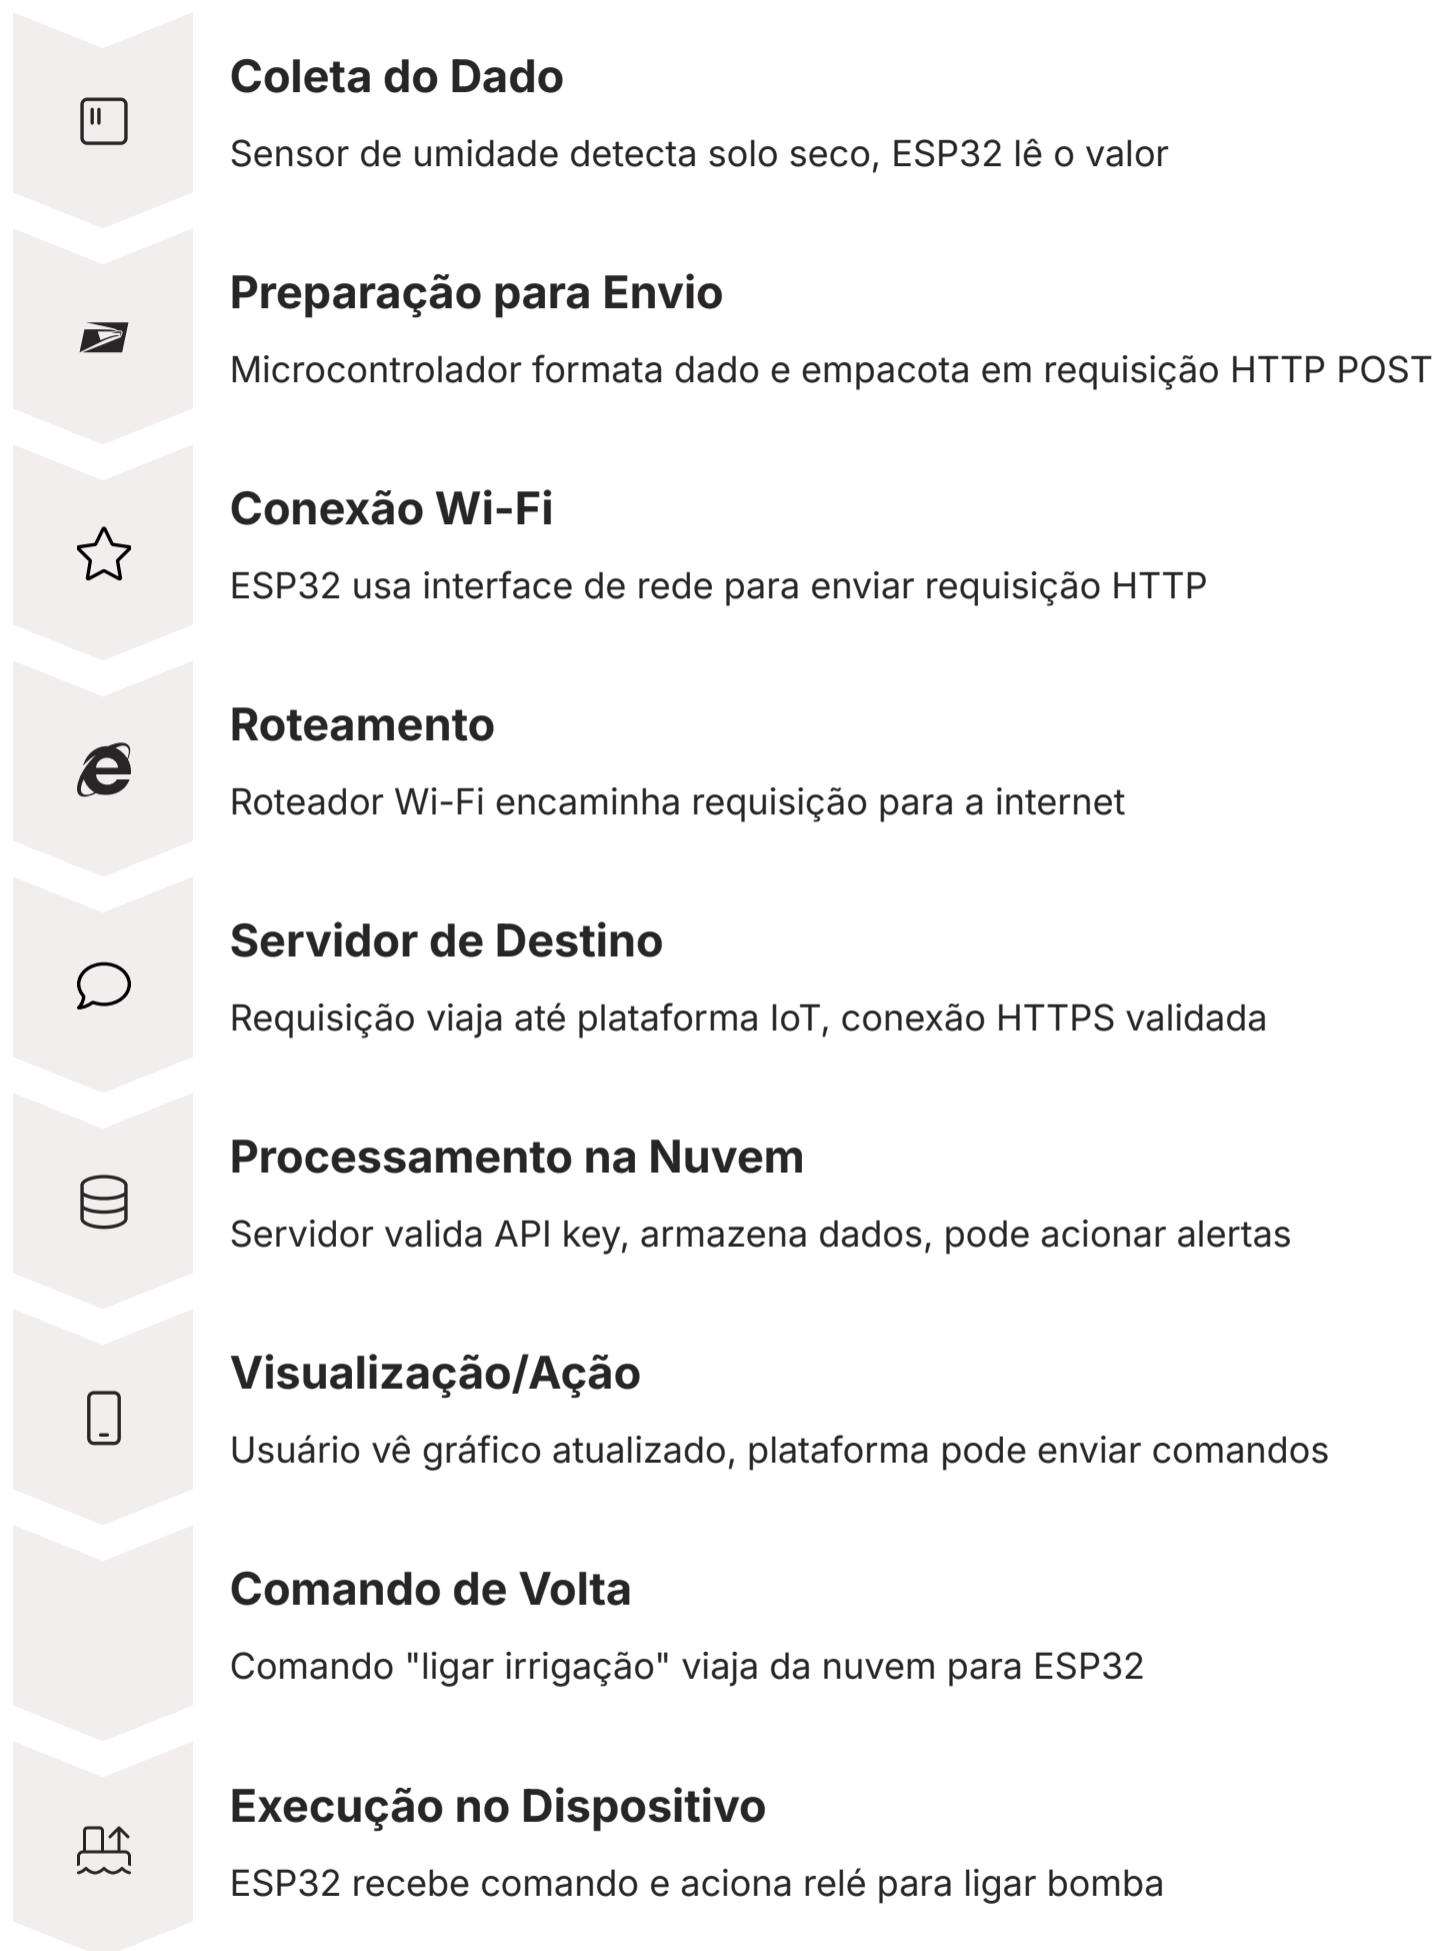 Coleta do Dado
Sensor de umidade detecta solo seco, ESP32 lê o valor
Preparação para Envio
Microcontrolador formata dado e empacota em requisição HTTP POST
Conexão Wi-Fi
ESP32 usa interface de rede para enviar requisição HTTP
Roteamento
Roteador Wi-Fi encaminha requisição para a internet
Servidor de Destino
Requisição viaja até plataforma IoT, conexão HTTPS validada
Processamento na Nuvem
Servidor valida API key, armazena dados, pode acionar alertas
Visualização/Ação
Usuário vê gráfico atualizado, plataforma pode enviar comandos
Comando de Volta
Comando "ligar irrigação" viaja da nuvem para ESP32
Execução no Dispositivo
ESP32 recebe comando e aciona relé para ligar bomba